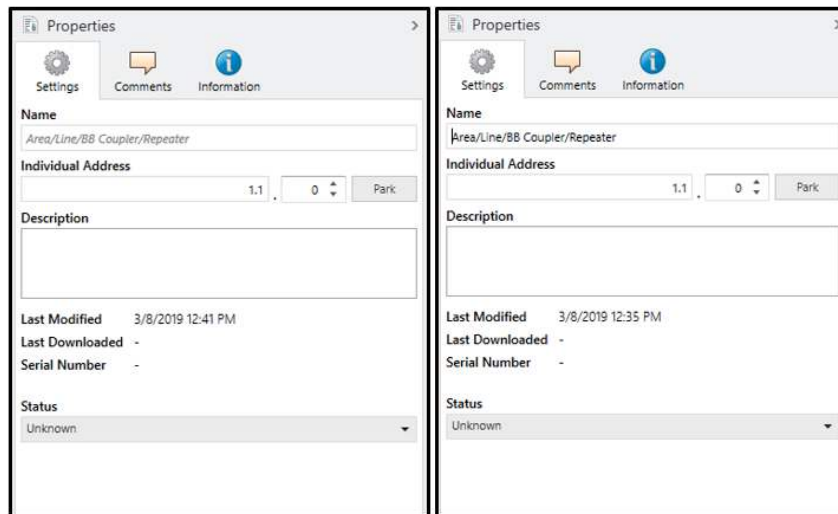 Properties
Settings Comments Information
Name
Area/Line/BB Coupler/Repeater
Individual Address
1.1 . 0 Park
Description
Last Modified 3/8/2019 12:41 PM
Last Downloaded -
Serial Number -
Status
Unknown
Properties
Settings Comments Information
Name
Area/Line/BB Coupler/Repeater
Individual Address
1.1 . 0 Park
Description
Last Modified 3/8/2019 12:35 PM
Last Downloaded -
Serial Number -
Status
Unknown